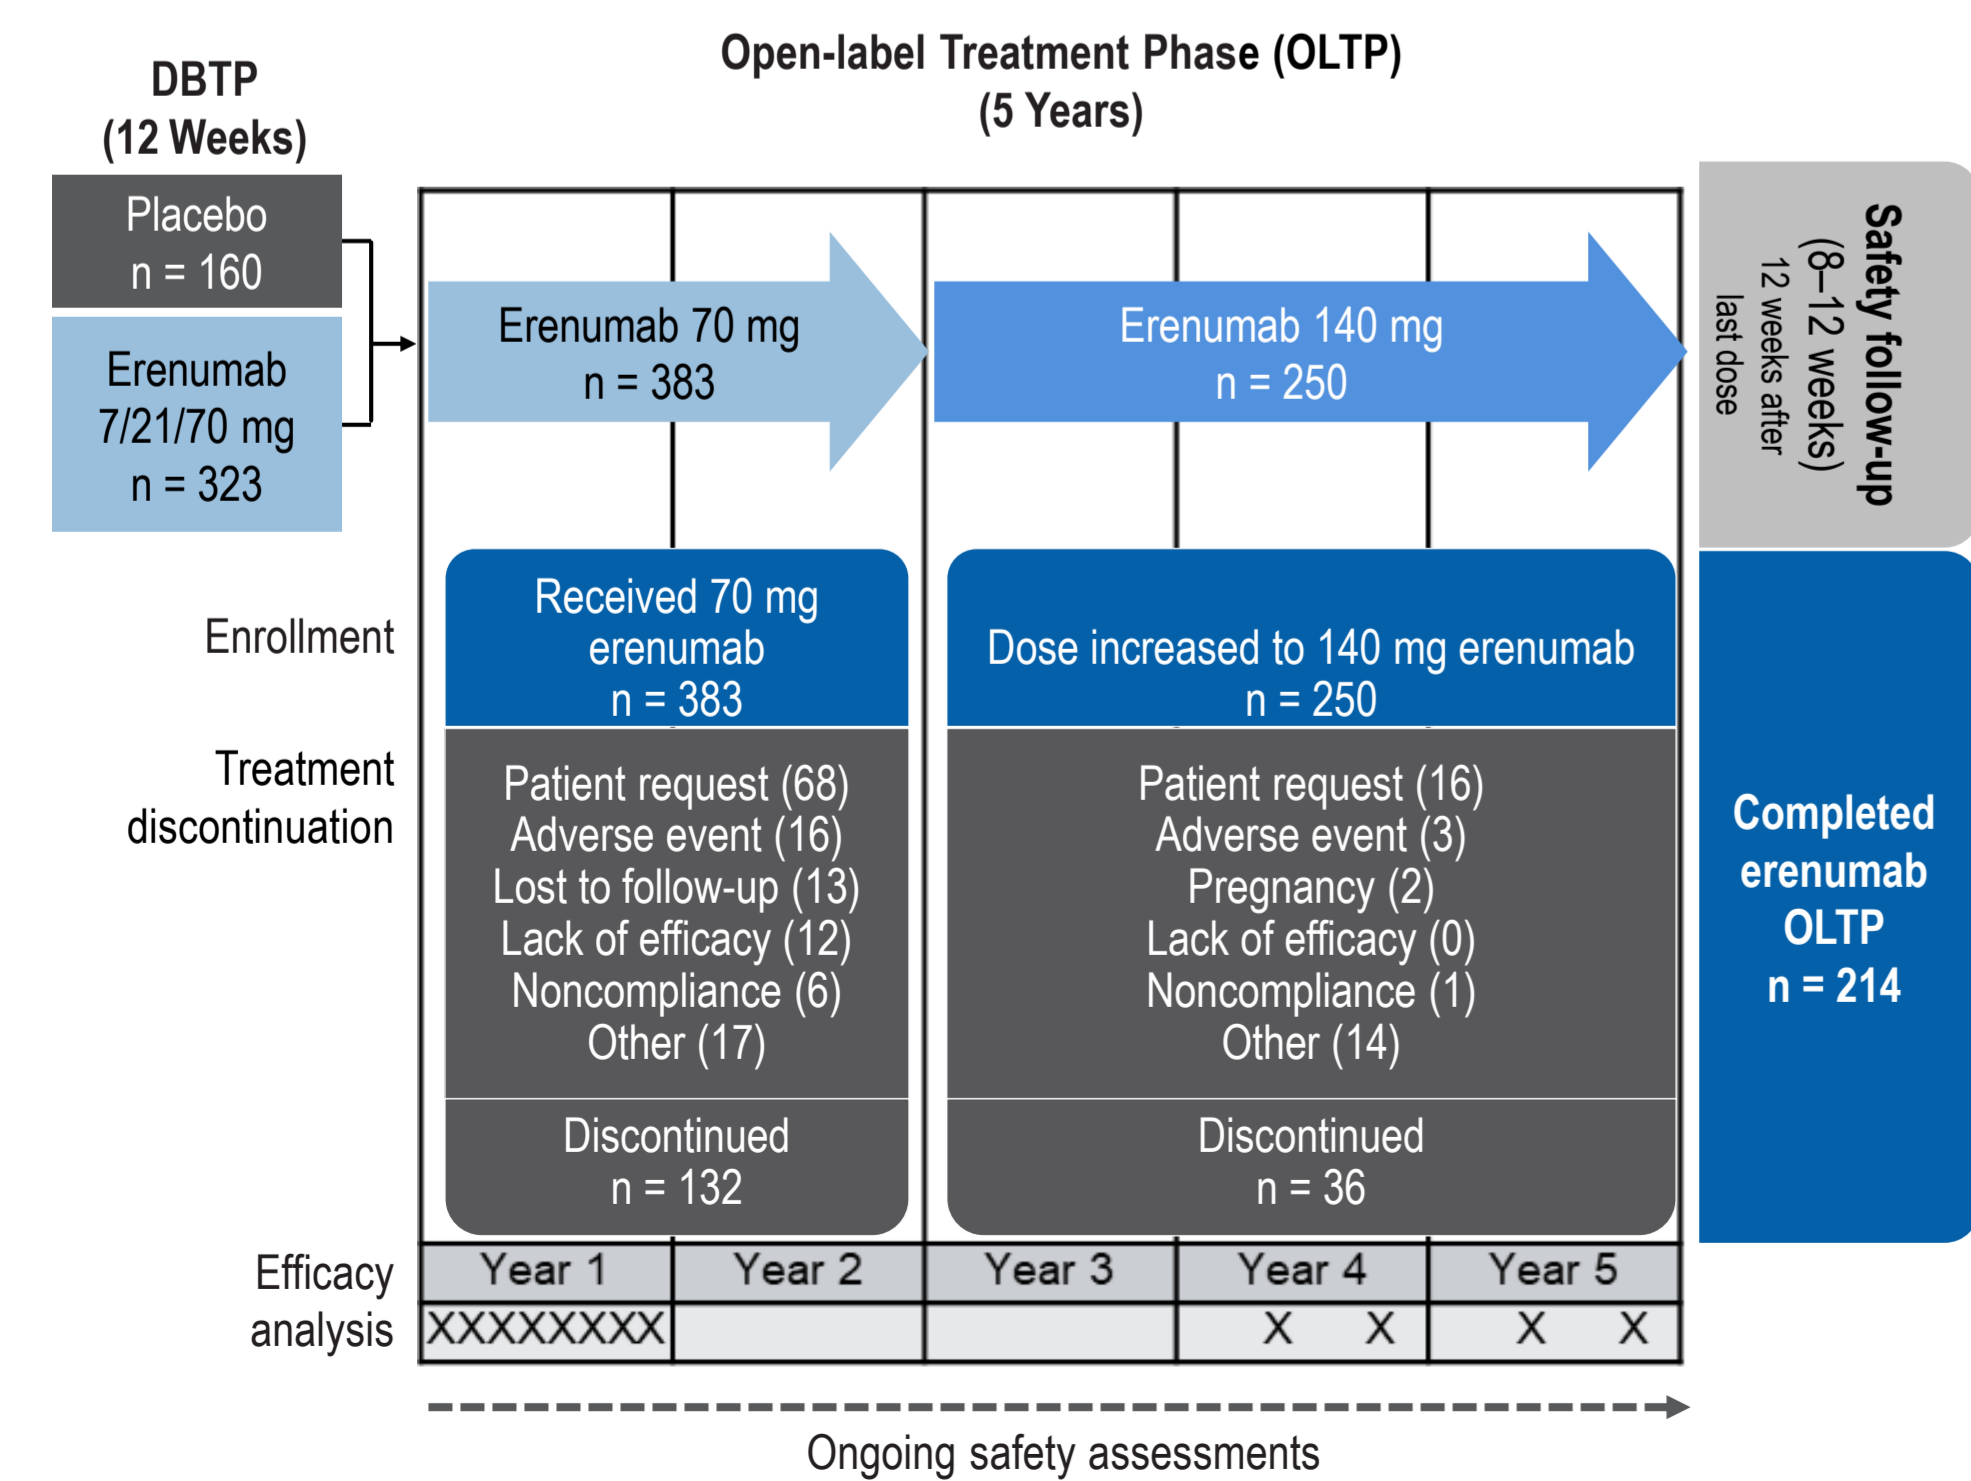 Open-label Treatment Phase (OLTP)
(5 Years)
DBTP
(12 Weeks)
Placebo
n = 160
Erenumab
7/21/70 mg
n = 323
Erenumab 70 mg
n = 383
Erenumab 140 mg
n = 250
Safety follow-up
(8–12 weeks)
12 weeks after
last dose
Enrollment
Received 70 mg
erenumab
n = 383
Dose increased to 140 mg erenumab
n = 250
Treatment
discontinuation
Patient request (68)
Adverse event (16)
Lost to follow-up (13)
Lack of efficacy (12)
Noncompliance (6)
Other (17)
Discontinued
n = 132
Patient request (16)
Adverse event (3)
Pregnancy (2)
Lack of efficacy (0)
Noncompliance (1)
Other (14)
Discontinued
n = 36
Completed
erenumab
OLTP
n = 214
Efficacy
analysis
Year 1 Year 2 Year 3 Year 4 Year 5
XXXXXXXX X X X X
Ongoing safety assessments